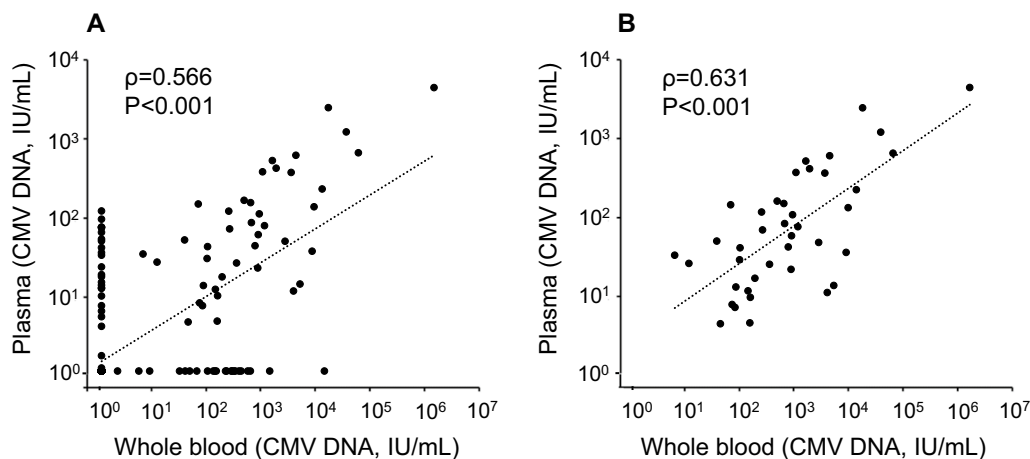 A
ρ=0.566
P<0.001
Plasma (CMV DNA, IU/mL)
10⁴
10³
10²
10¹
10⁰
10⁰ 10¹ 10² 10³ 10⁴ 10⁵ 10⁶ 10⁷
Whole blood (CMV DNA, IU/mL)
B
ρ=0.631
P<0.001
Plasma (CMV DNA, IU/mL)
10⁴
10³
10²
10¹
10⁰
10⁰ 10¹ 10² 10³ 10⁴ 10⁵ 10⁶ 10⁷
Whole blood (CMV DNA, IU/mL)